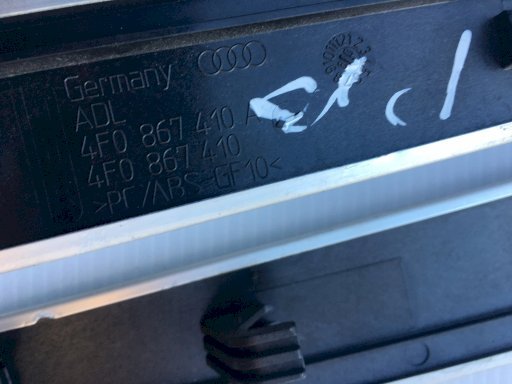 Germany
ADL
4F0 867 410 A
4F0 867 410
>PC/ABS-GF10<